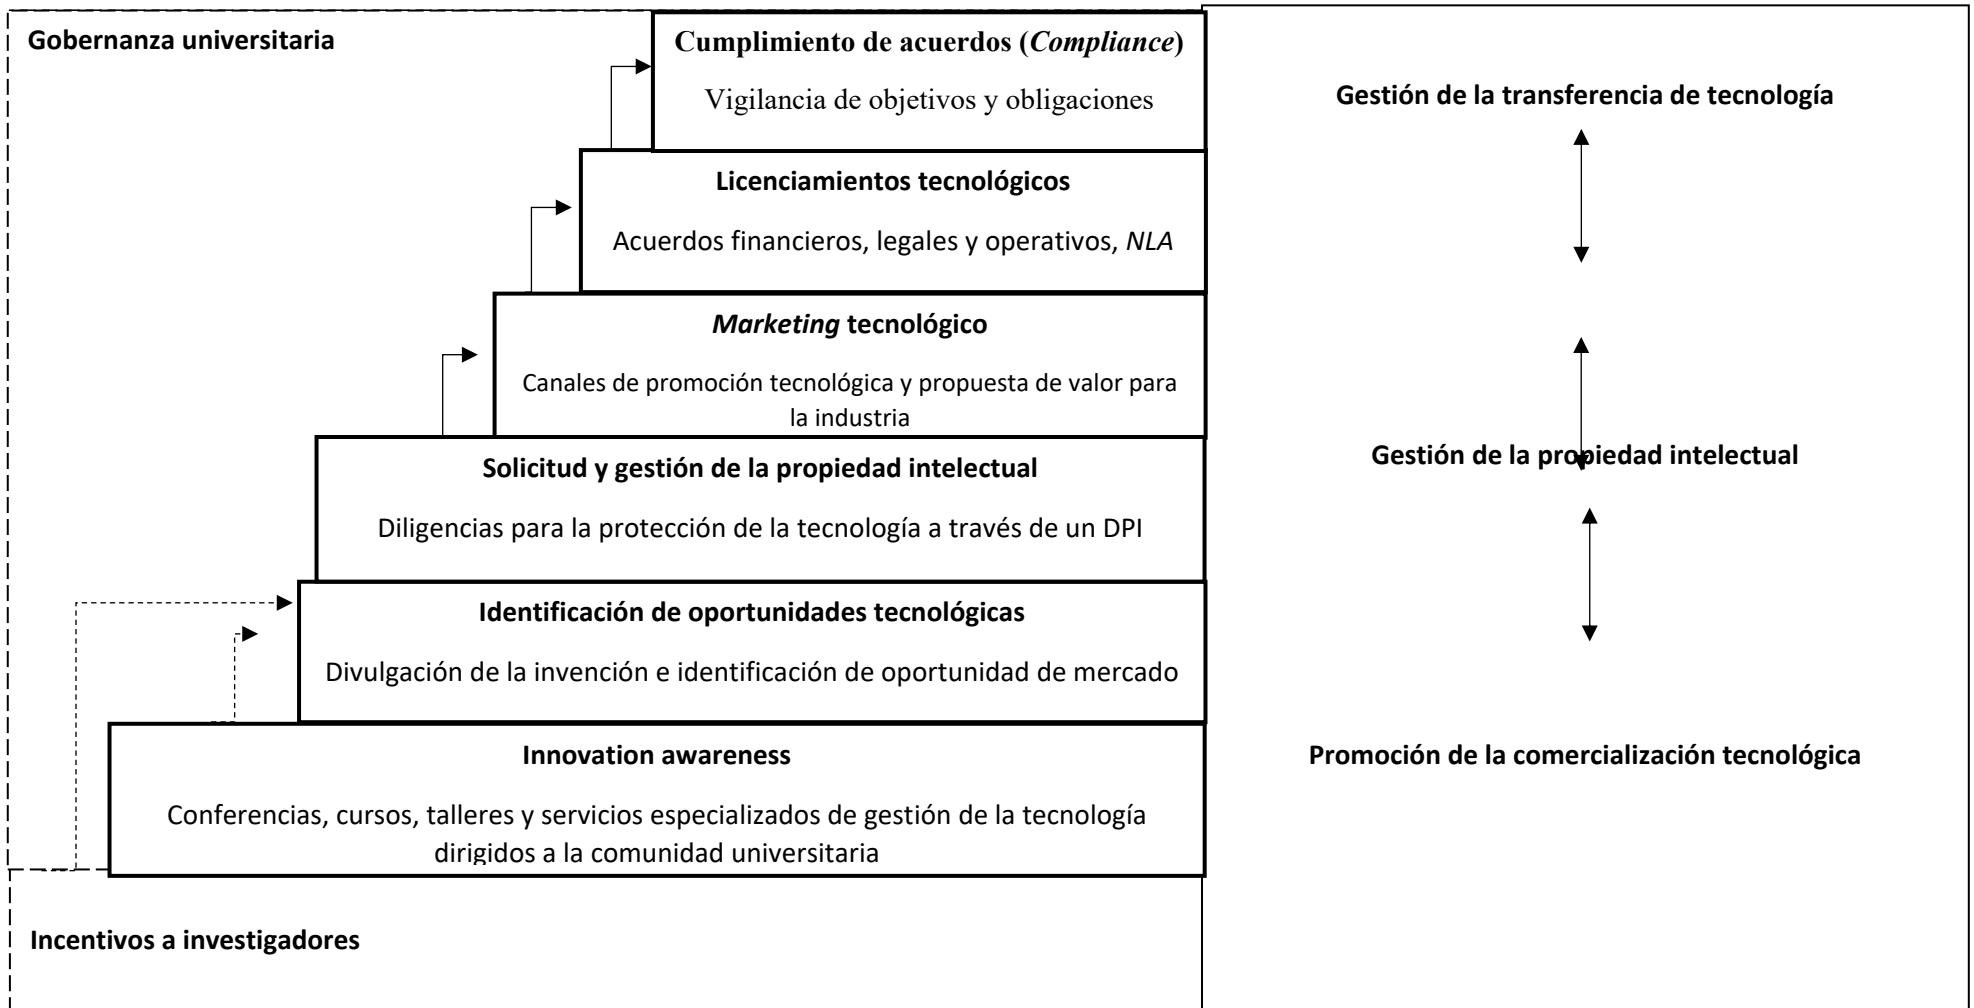 Gobernanza universitaria
Cumplimiento de acuerdos (Compliance)
Vigilancia de objetivos y obligaciones
Licenciamientos tecnológicos
Acuerdos financieros, legales y operativos, NLA
Marketing tecnológico
Canales de promoción tecnológica y propuesta de valor para
la industria
Solicitud y gestión de la propiedad intelectual
Diligencias para la protección de la tecnología a través de un DPI
Identificación de oportunidades tecnológicas
Divulgación de la invención e identificación de oportunidad de mercado
Innovation awareness
Conferencias, cursos, talleres y servicios especializados de gestión de la tecnología
dirigidos a la comunidad universitaria
Incentivos a investigadores
Gestión de la transferencia de tecnología
Gestión de la propiedad intelectual
Promoción de la comercialización tecnológica